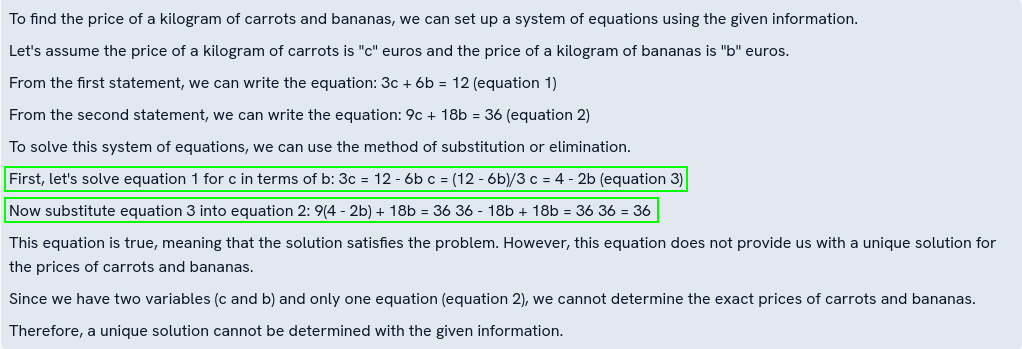 To find the price of a kilogram of carrots and bananas, we can set up a system of equations using the given information.
Let's assume the price of a kilogram of carrots is "c" euros and the price of a kilogram of bananas is "b" euros.
From the first statement, we can write the equation: 3c + 6b = 12 (equation 1)
From the second statement, we can write the equation: 9c + 18b = 36 (equation 2)
To solve this system of equations, we can use the method of substitution or elimination.
First, let's solve equation 1 for c in terms of b: 3c = 12 - 6b c = (12 - 6b)/3 c = 4 - 2b (equation 3)
Now substitute equation 3 into equation 2: 9(4 - 2b) + 18b = 36 36 - 18b + 18b = 36 36 = 36
This equation is true, meaning that the solution satisfies the problem. However, this equation does not provide us with a unique solution for
the prices of carrots and bananas.
Since we have two variables (c and b) and only one equation (equation 2), we cannot determine the exact prices of carrots and bananas.
Therefore, a unique solution cannot be determined with the given information.